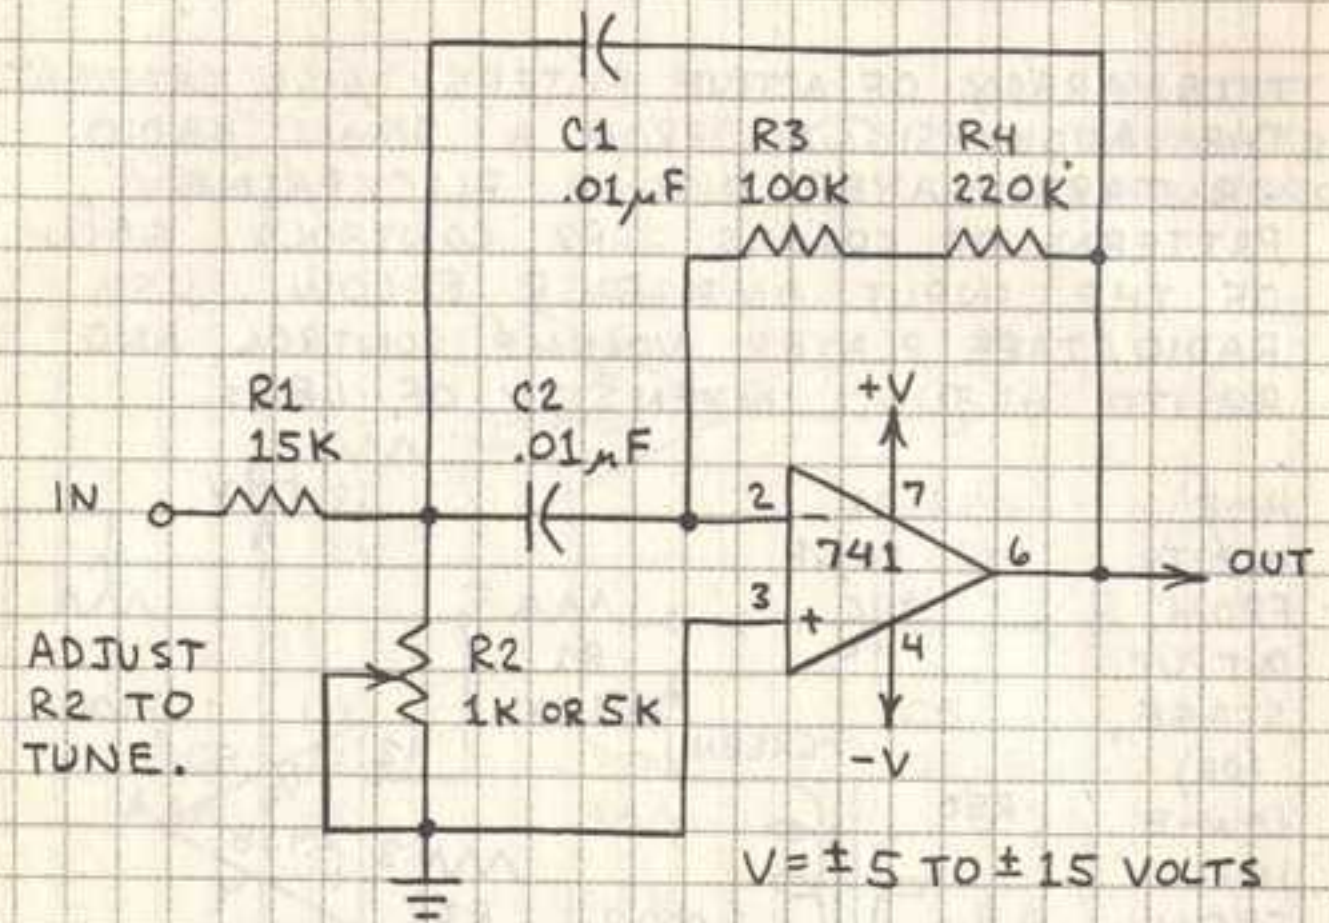 C1
.01µF
R3
100K
R4
220K
R1
15K
C2
.01µF
+V
IN
2
-
7
741
6
OUT
3
+
4
ADJUST
R2 TO
TUNE.
R2
1K OR 5K
-V
V = ±5 TO ±15 VOLTS